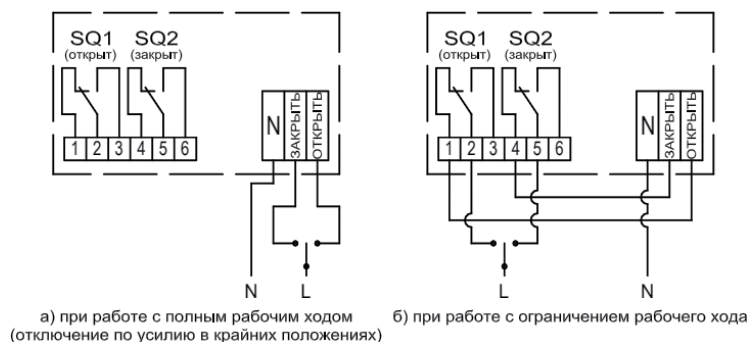 SQ1 SQ2
(открыт) (закрыт)
1 2 3 4 5 6
N ЗАКРЫТЬ ОТКРЫТЬ
N L
а) при работе с полным рабочим ходом
(отключение по усилию в крайних положениях)
SQ1 SQ2
(открыт) (закрыт)
1 2 3 4 5 6
N ЗАКРЫТЬ ОТКРЫТЬ
L N
б) при работе с ограничением рабочего хода